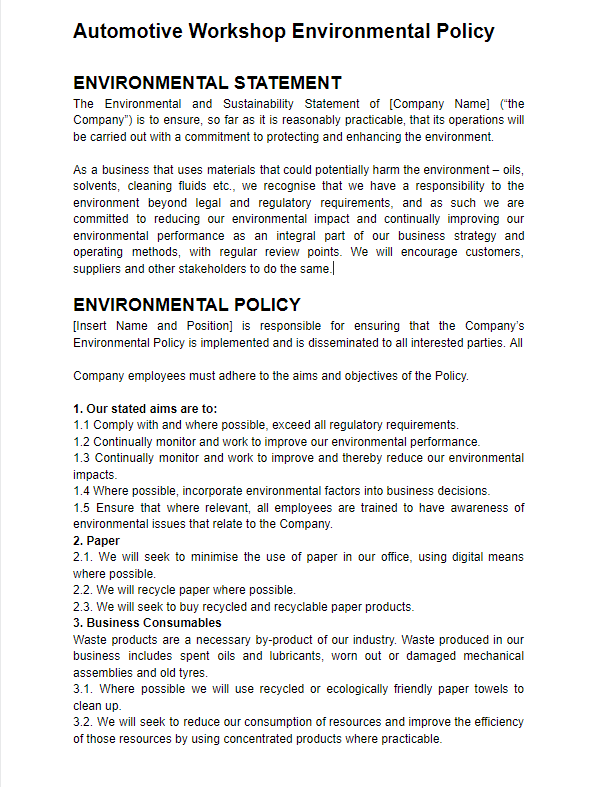 Automotive Workshop Environmental Policy
ENVIRONMENTAL STATEMENT
The Environmental and Sustainability Statement of [Company Name] (“the
Company”) is to ensure, so far as it is reasonably practicable, that its operations will
be carried out with a commitment to protecting and enhancing the environment.
As a business that uses materials that could potentially harm the environment – oils,
solvents, cleaning fluids etc., we recognise that we have a responsibility to the
environment beyond legal and regulatory requirements, and as such we are
committed to reducing our environmental impact and continually improving our
environmental performance as an integral part of our business strategy and
operating methods, with regular review points. We will encourage customers,
suppliers and other stakeholders to do the same.
ENVIRONMENTAL POLICY
[Insert Name and Position] is responsible for ensuring that the Company’s
Environmental Policy is implemented and is disseminated to all interested parties. All
Company employees must adhere to the aims and objectives of the Policy.
1. Our stated aims are to:
1.1 Comply with and where possible, exceed all regulatory requirements.
1.2 Continually monitor and work to improve our environmental performance.
1.3 Continually monitor and work to improve and thereby reduce our environmental
impacts.
1.4 Where possible, incorporate environmental factors into business decisions.
1.5 Ensure that where relevant, all employees are trained to have awareness of
environmental issues that relate to the Company.
2. Paper
2.1. We will seek to minimise the use of paper in our office, using digital means
where possible.
2.2. We will recycle paper where possible.
2.3. We will seek to buy recycled and recyclable paper products.
3. Business Consumables
Waste products are a necessary by-product of our industry. Waste produced in our
business includes spent oils and lubricants, worn out or damaged mechanical
assemblies and old tyres.
3.1. Where possible we will use recycled or ecologically friendly paper towels to
clean up.
3.2. We will seek to reduce our consumption of resources and improve the efficiency
of those resources by using concentrated products where practicable.